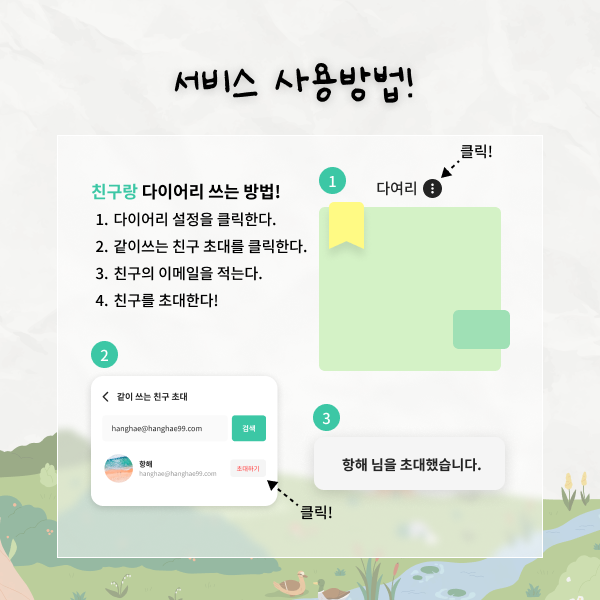 서비스 사용방법!
친구랑 다이어리 쓰는 방법!
1. 다이어리 설정을 클릭한다.
2. 같이쓰는 친구 초대를 클릭한다.
3. 친구의 이메일을 적는다.
4. 친구를 초대한다!
1
클릭!
다여리
2
같이 쓰는 친구 초대
hanghae@hanghae99.com
검색
항해
hanghae@hanghae99.com
초대하기
클릭!
3
항해 님을 초대했습니다.